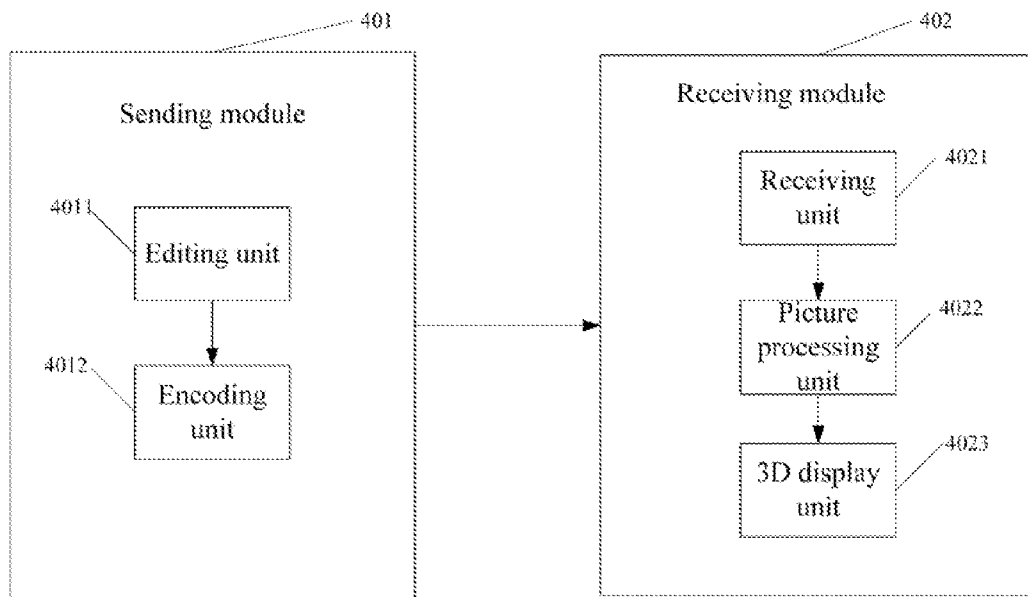 401
Sending module
4011
Editing unit
4012
Encoding
unit
402
Receiving module
4021
Receiving
unit
4022
Picture
processing
unit
4023
3D display
unit